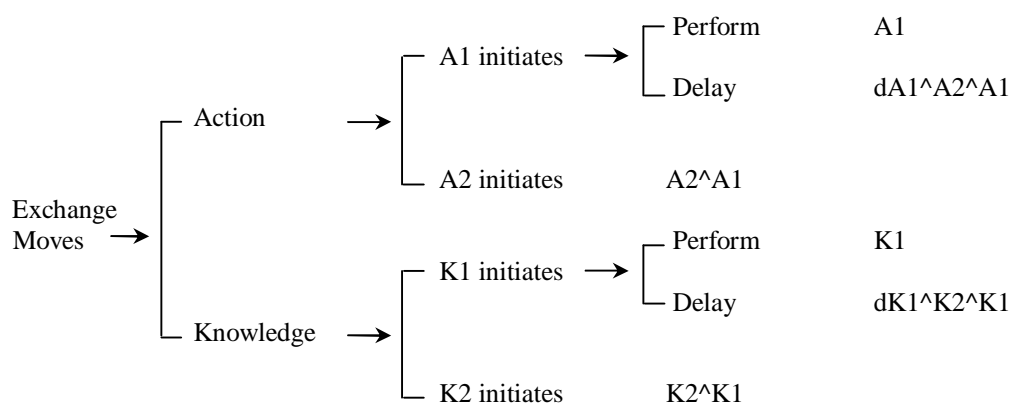 Perform A1
A1 initiates
Delay dA1^A2^A1
Action
A2 initiates A2^A1
Exchange
Moves
Perform K1
K1 initiates
Delay dK1^K2^K1
Knowledge
K2 initiates K2^K1